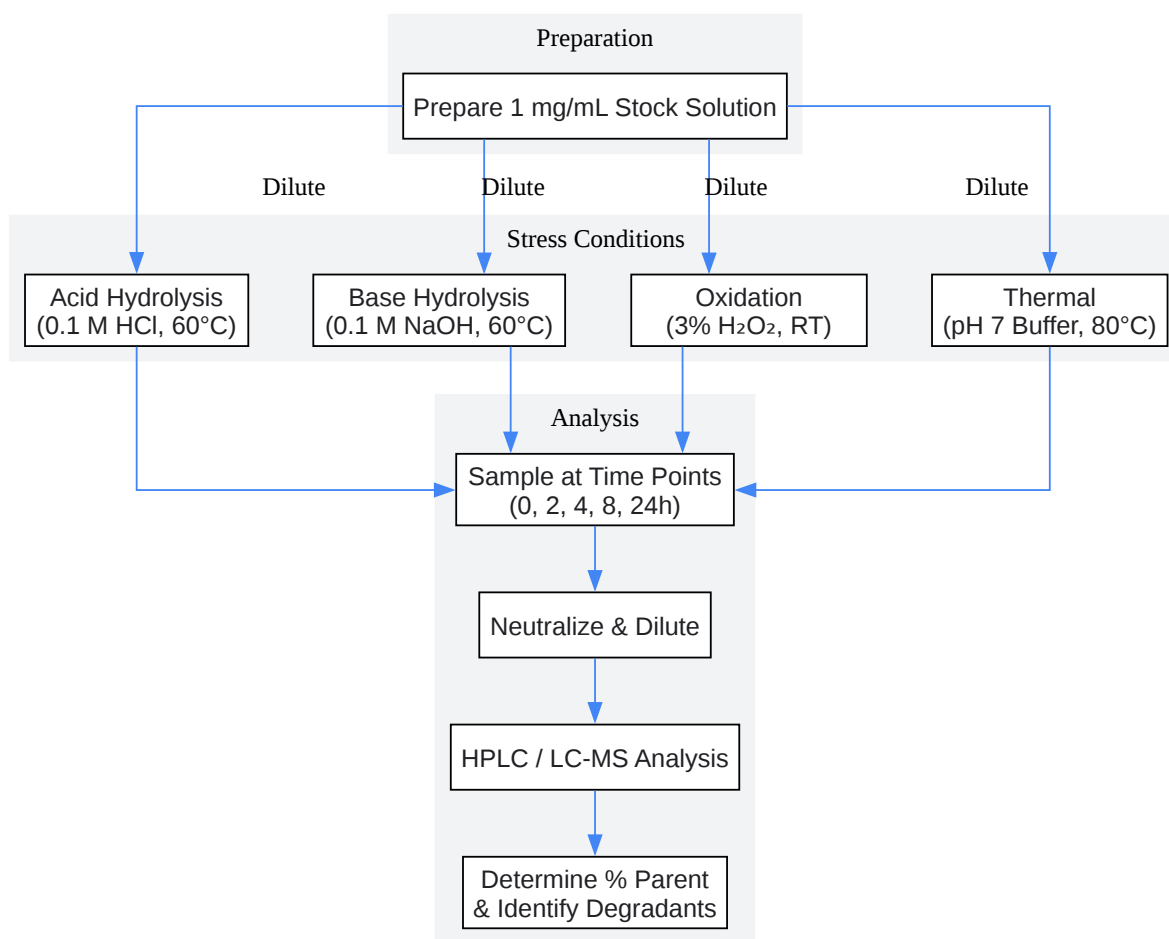 Preparation
Prepare 1 mg/mL Stock Solution
Dilute
Dilute
Dilute
Dilute
Stress Conditions
Acid Hydrolysis
(0.1 M HCl, 60°C)
Base Hydrolysis
(0.1 M NaOH, 60°C)
Oxidation
(3% H₂O₂, RT)
Thermal
(pH 7 Buffer, 80°C)
Analysis
Sample at Time Points
(0, 2, 4, 8, 24h)
Neutralize & Dilute
HPLC / LC-MS Analysis
Determine % Parent
& Identify Degradants